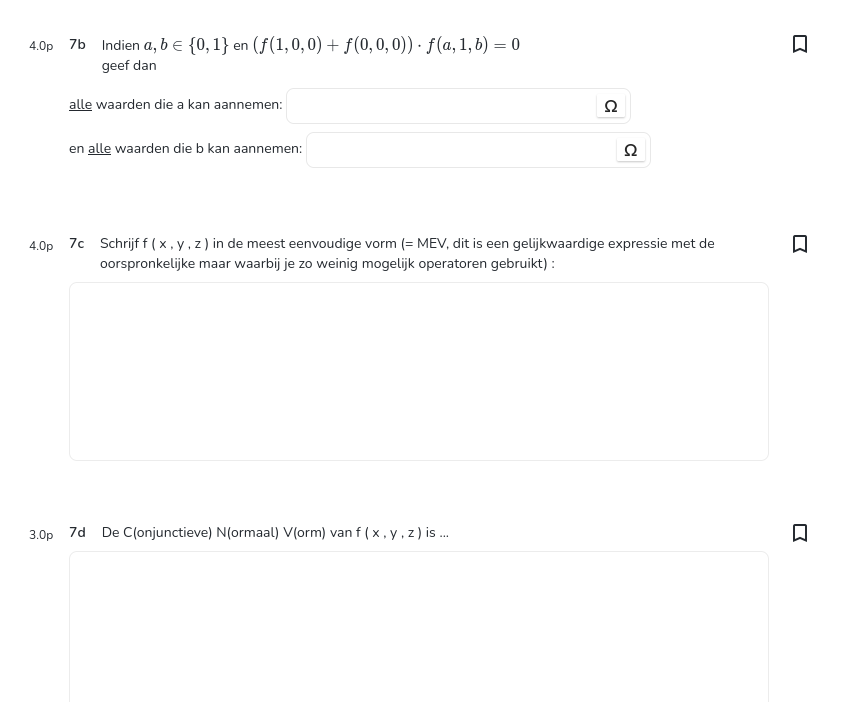 4.0p 7b Indien a, b ∈ {0, 1} en (f(1, 0, 0) + f(0, 0, 0)) · f(a, 1, b) = 0
geef dan
alle waarden die a kan aannemen: Ω
en alle waarden die b kan aannemen: Ω
4.0p 7c Schrijf f ( x , y , z ) in de meest eenvoudige vorm (= MEV, dit is een gelijkwaardige expressie met de
oorspronkelijke maar waarbij je zo weinig mogelijk operatoren gebruikt) :
3.0p 7d De C(onjunctieve) N(ormaal) V(orm) van f ( x , y , z ) is ...